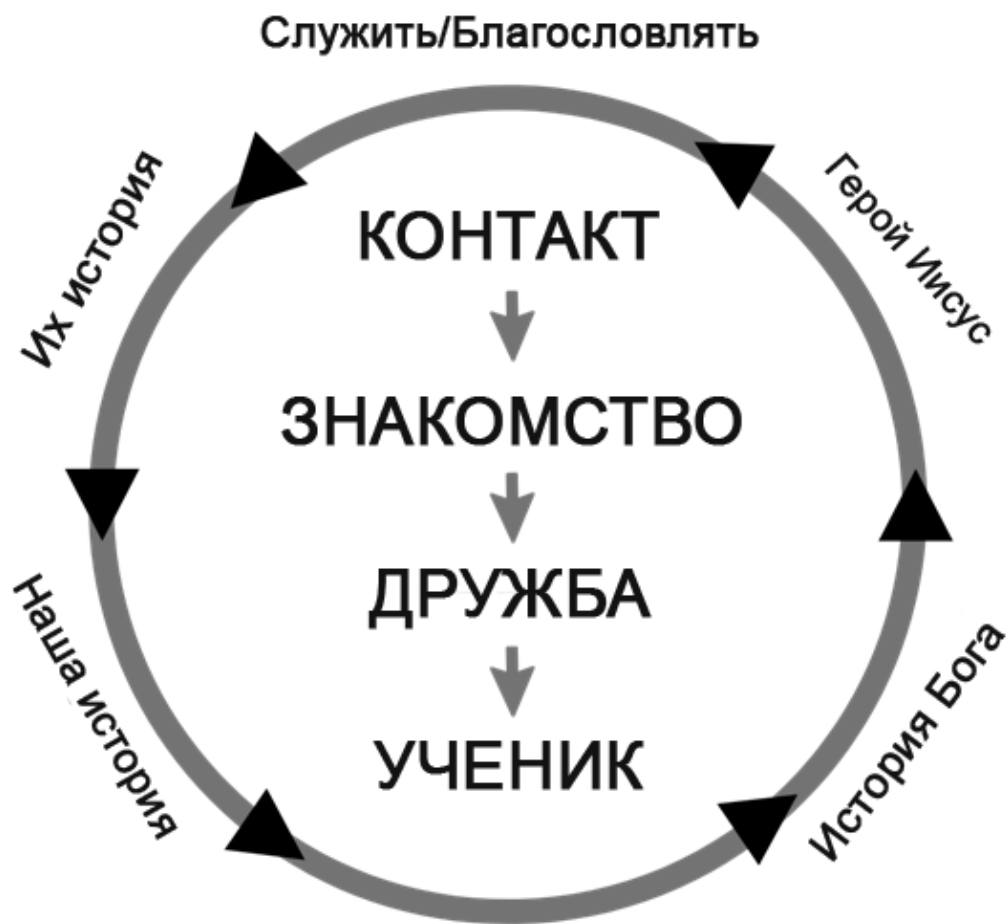 Служить/Благословлять
Их история
Герой Иисус
КОНТАКТ
ЗНАКОМСТВО
ДРУЖБА
УЧЕНИК
Наша история
История Бога